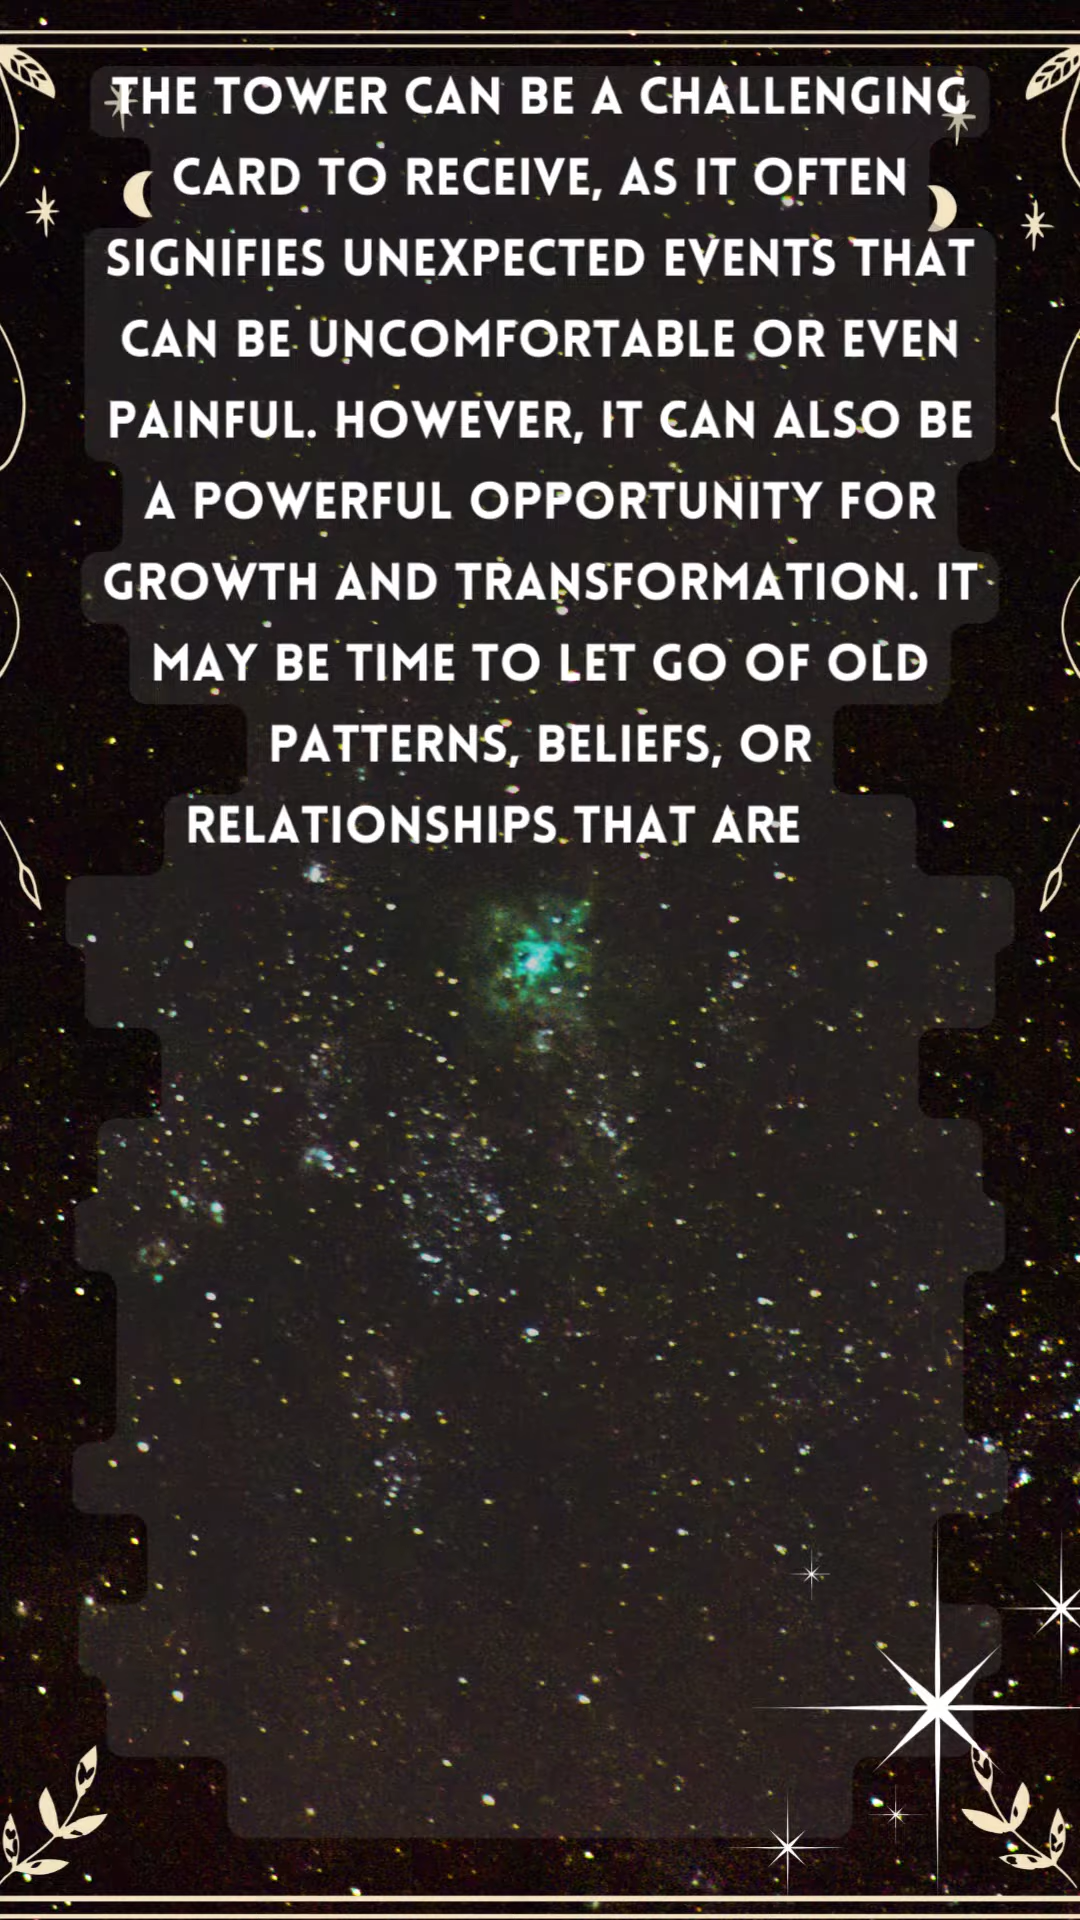 THE TOWER CAN BE A CHALLENGING
CARD TO RECEIVE, AS IT OFTEN
SIGNIFIES UNEXPECTED EVENTS THAT
CAN BE UNCOMFORTABLE OR EVEN
PAINFUL. HOWEVER, IT CAN ALSO BE
A POWERFUL OPPORTUNITY FOR
GROWTH AND TRANSFORMATION. IT
MAY BE TIME TO LET GO OF OLD
PATTERNS, BELIEFS, OR
RELATIONSHIPS THAT ARE